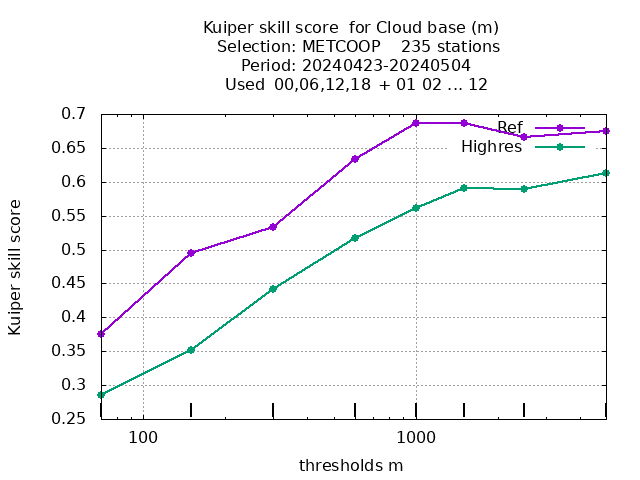 Kuiper skill score for Cloud base (m)
Selection: METCOOP 235 stations
Period: 20240423-20240504
Used 00,06,12,18 + 01 02 ... 12
0.7
0.65
0.6
0.55
0.5
0.45
0.4
0.35
0.3
0.25
Kuiper skill score
Ref
Highres
100 1000
thresholds m